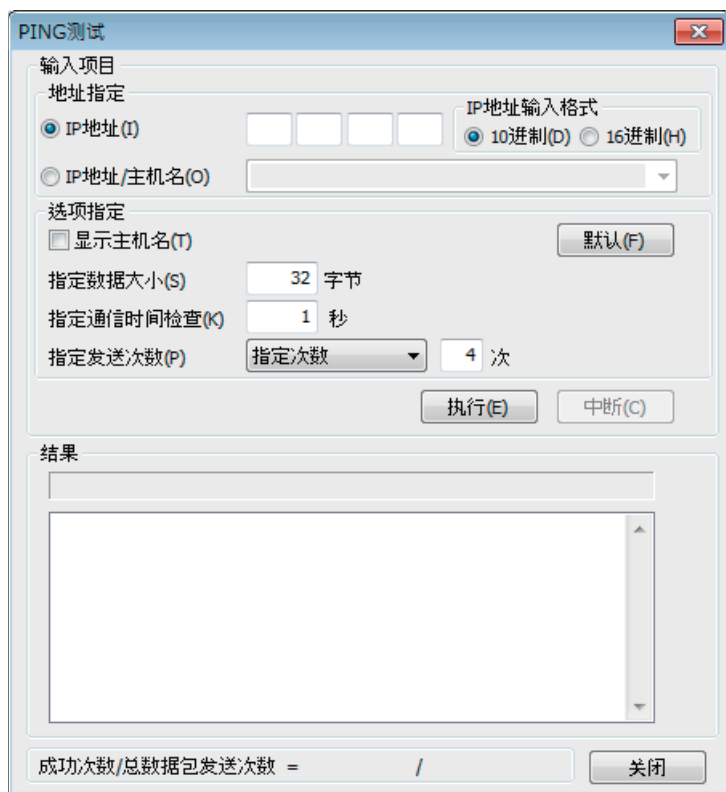 PING测试
输入项目
地址指定
IP地址输入格式
IP地址(I)
10进制(D) 16进制(H)
IP地址/主机名(O)
选项指定
显示主机名(T) 默认(F)
指定数据大小(S) 32 字节
指定通信时间检查(K) 1 秒
指定发送次数(P) 指定次数 4 次
执行(E) 中断(C)
结果
成功次数/总数据包发送次数 = / 关闭